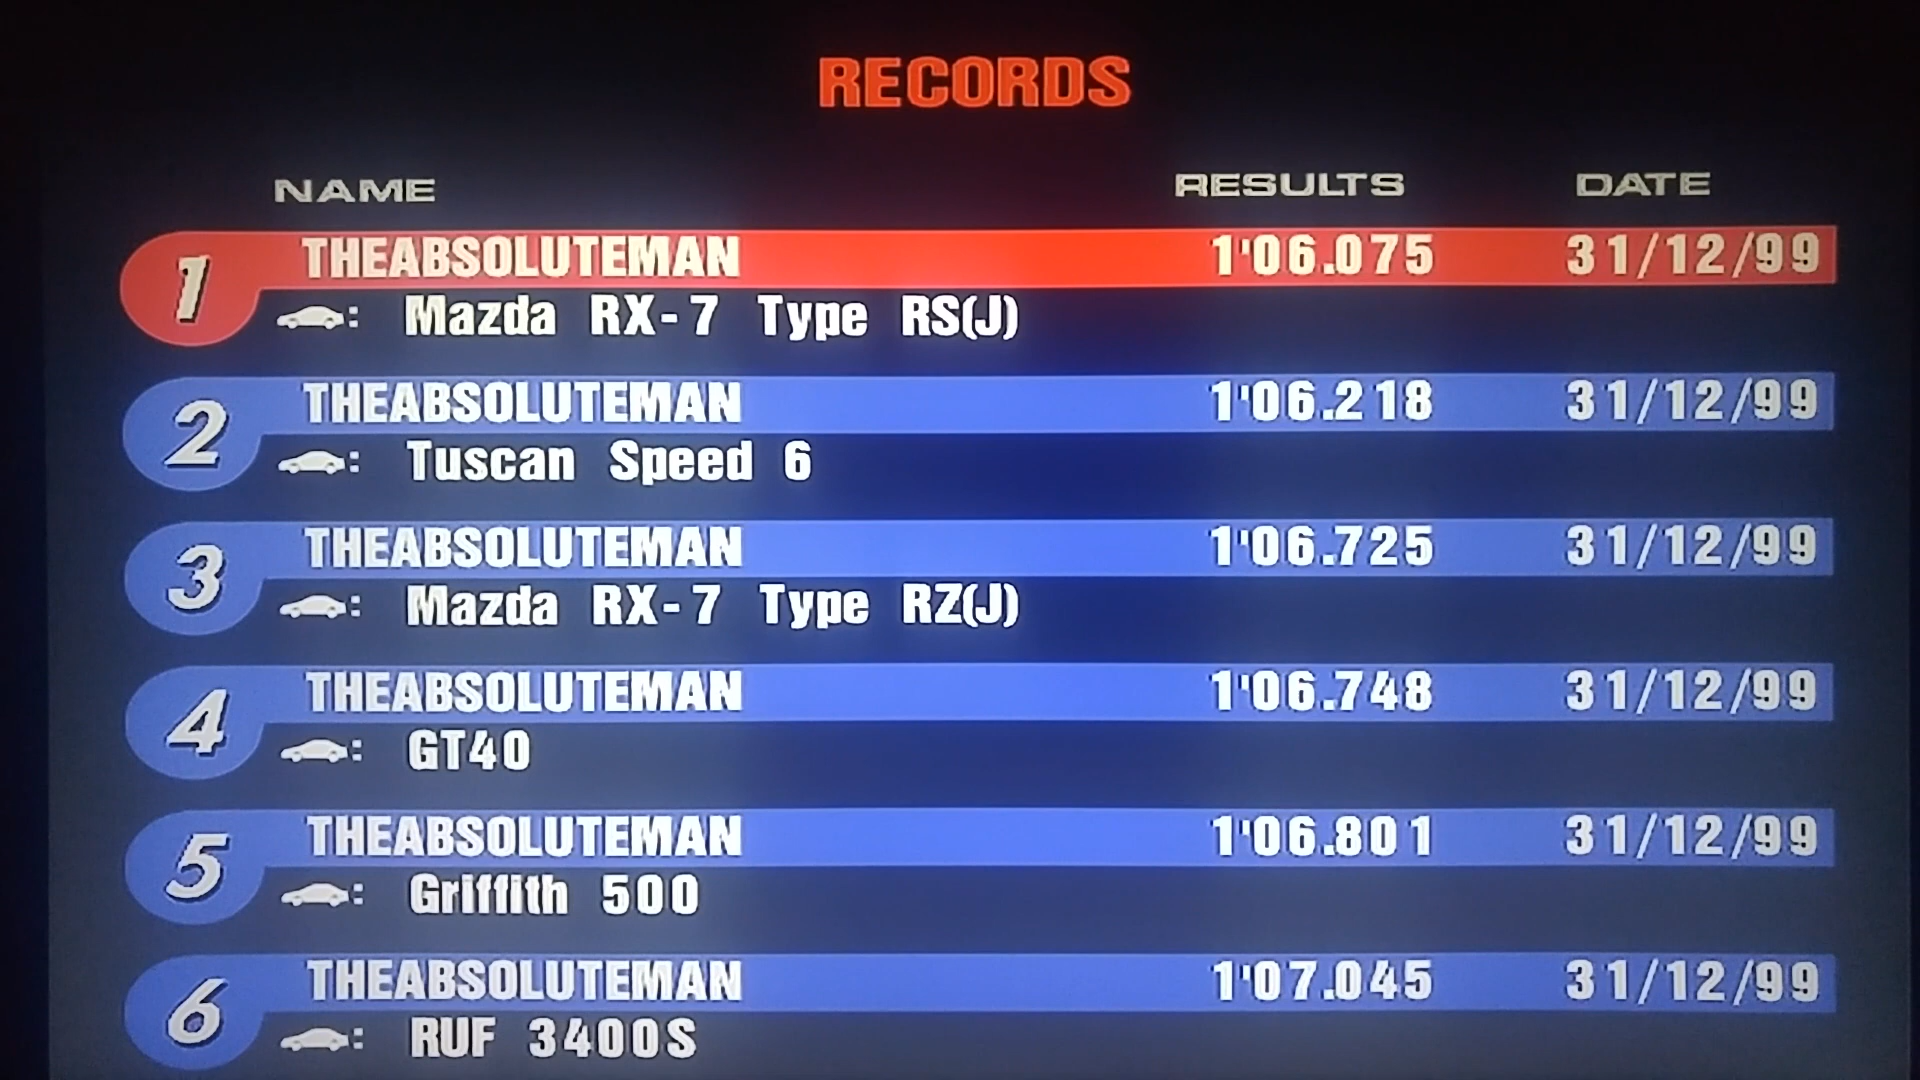 RECORDS
NAME RESULTS DATE
1 THEABSOLUTEMAN 1'06.075 31/12/99
: Mazda RX-7 Type RS(J)
2 THEABSOLUTEMAN 1'06.218 31/12/99
: Tuscan Speed 6
3 THEABSOLUTEMAN 1'06.725 31/12/99
: Mazda RX-7 Type RZ(J)
4 THEABSOLUTEMAN 1'06.748 31/12/99
: GT40
5 THEABSOLUTEMAN 1'06.801 31/12/99
: Griffith 500
6 THEABSOLUTEMAN 1'07.045 31/12/99
: RUF 3400S